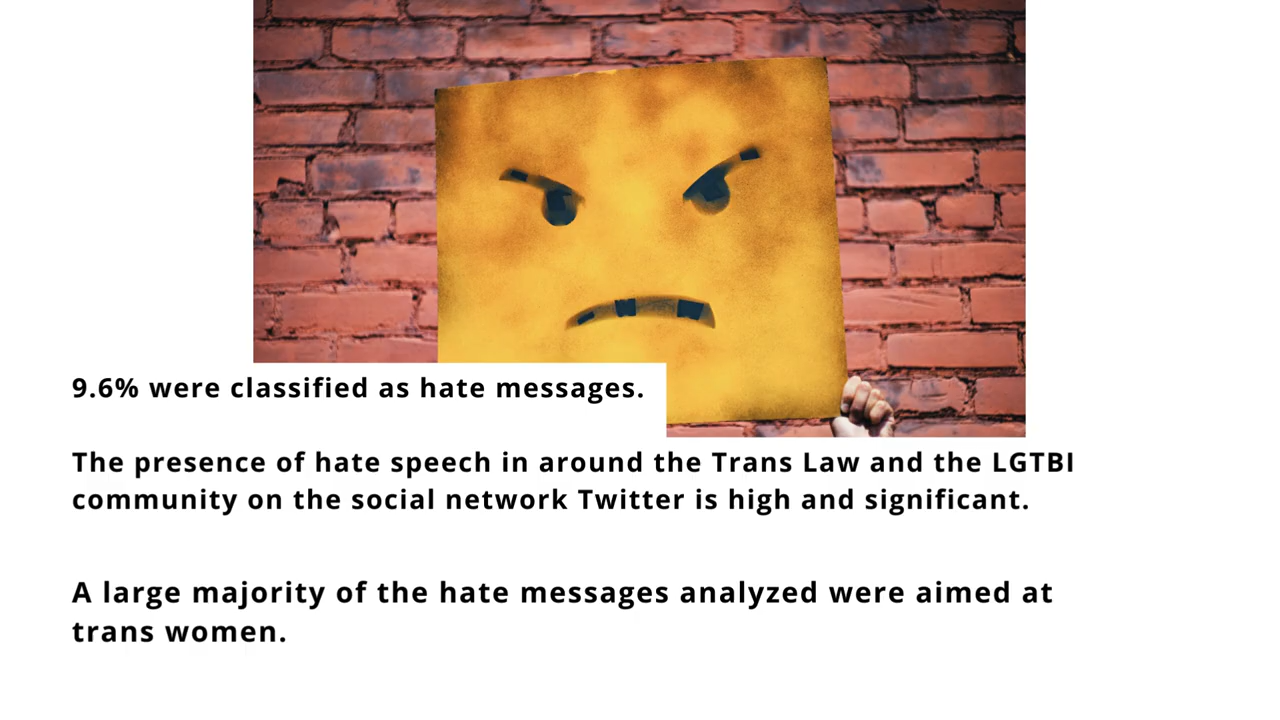 9.6% were classified as hate messages.
The presence of hate speech in around the Trans Law and the LGTBI
community on the social network Twitter is high and significant.
A large majority of the hate messages analyzed were aimed at
trans women.